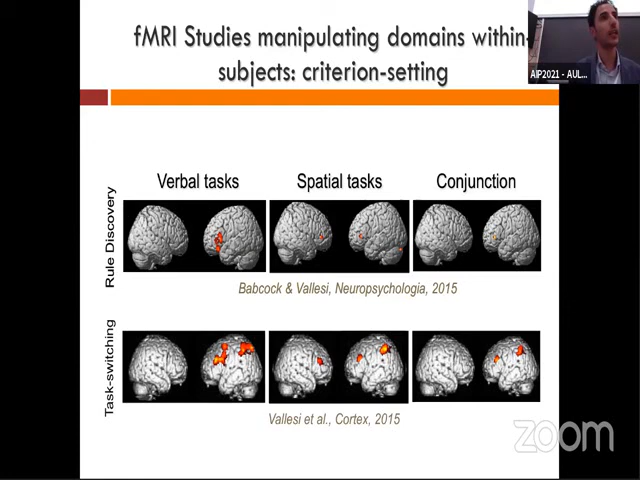 fMRI Studies manipulating domains within-
subjects: criterion-setting
AIP2021 - AUL...
Verbal tasks
Spatial tasks
Conjunction
Rule Discovery
Babcock & Vallesi, Neuropsychologia, 2015
Task-switching
Vallesi et al., Cortex, 2015
zoom